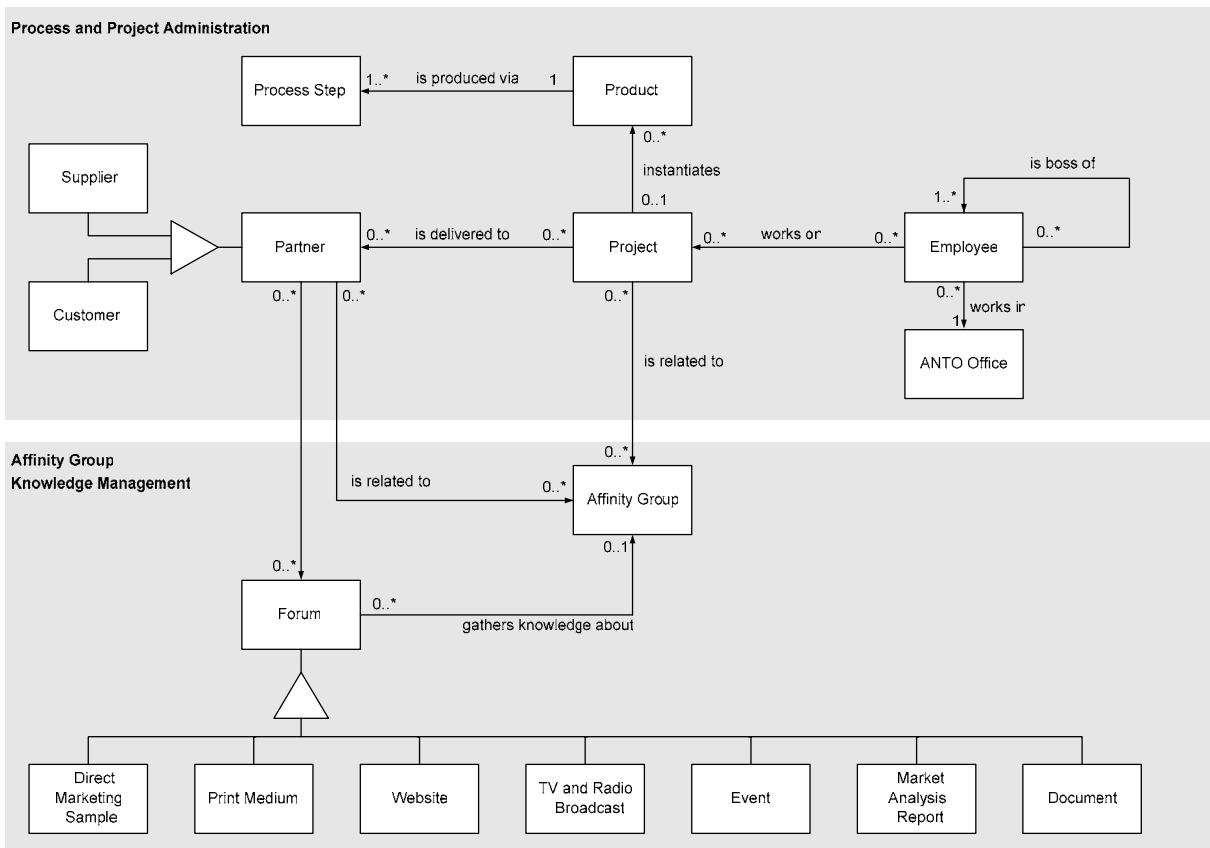 Process and Project Administration
Process Step
1..*
is produced via
1
Product
0..*
instantiates
0..1
Supplier
Customer
Partner
0..*
is delivered to
0..*
Project
0..*
works or
0..*
Employee
is boss of
1..*
0..*
0..*
works ir
1
ANTO Office
0..*
0..*
0..*
is related to
0..*
Affinity Group
Knowledge Management
is related to
0..*
Affinity Group
0..1
0..*
Forum
0..*
gathers knowledge about
Direct
Marketing
Sample
Print Medium
Website
TV and Radio
Broadcast
Event
Market
Analysis
Report
Document